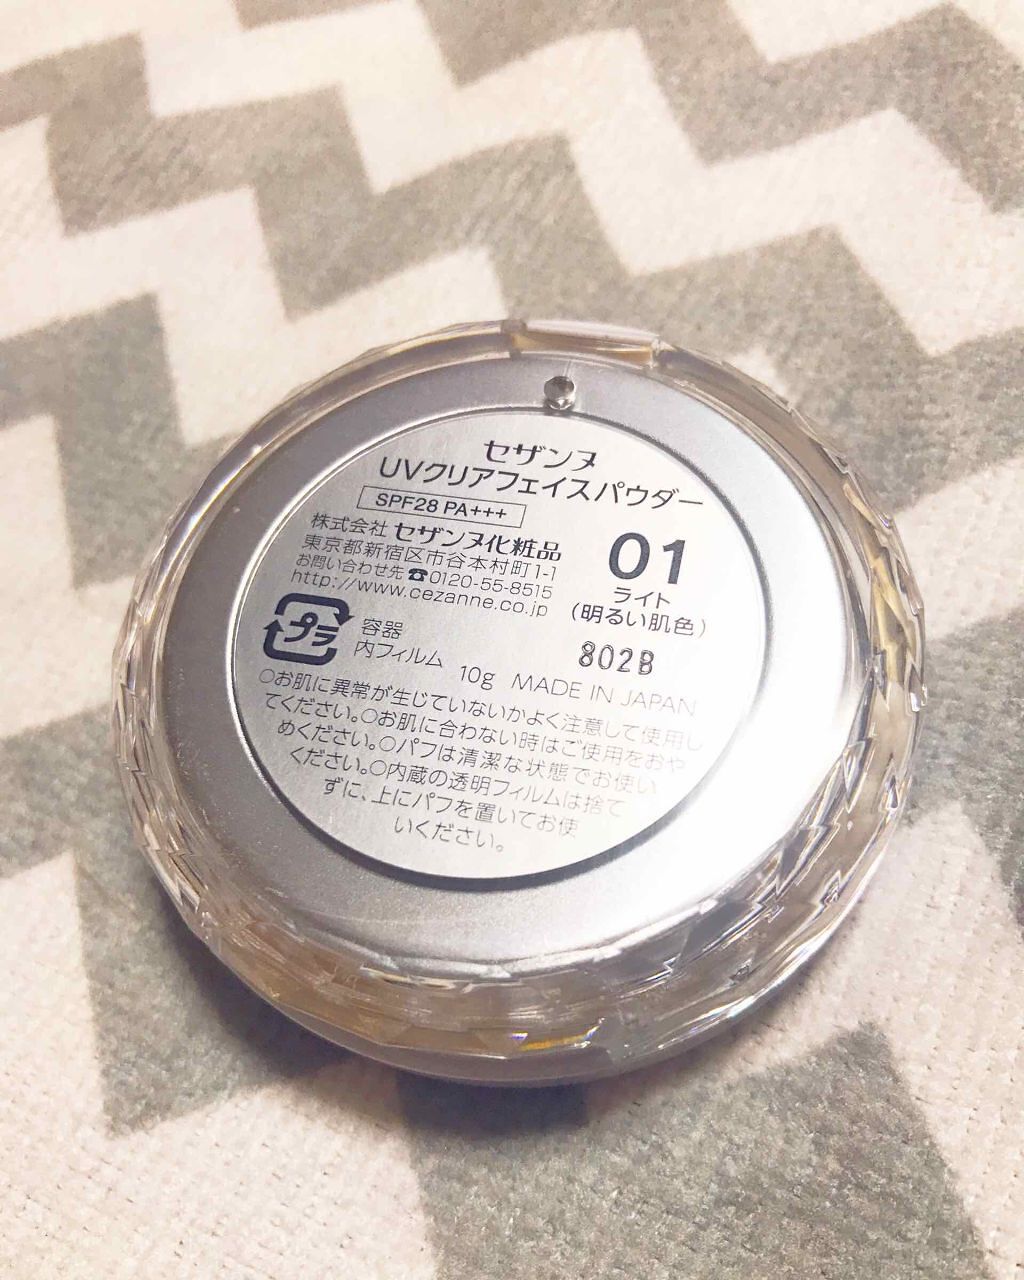 セザンヌ
UVクリアフェイスパウダー
SPF28 PA+++
株式会社 セザンヌ化粧品
東京都新宿区市谷本村町1-1
お問い合わせ先 ☎0120-55-8515
http://www.cezanne.co.jp
01
ライト
(明るい肌色)
プラ
容器
内フィルム
802B
10g MADE IN JAPAN
○お肌に異常が生じていないかよく注意して使用し
てください。○お肌に合わない時はご使用をおや
めください。○パフは清潔な状態でお使い
ください。○内蔵の透明フィルムは捨て
ずに、上にパフを置いてお使
いください。